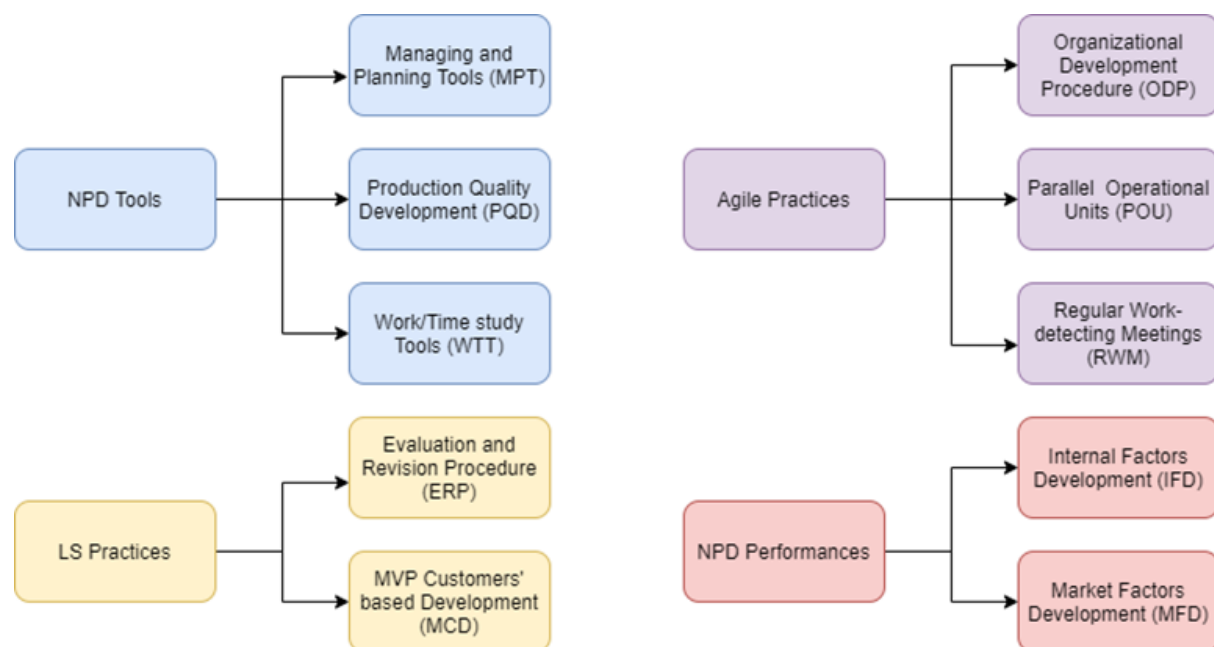 NPD Tools
Managing and
Planning Tools (MPT)
Production Quality
Development (PQD)
Work/Time study
Tools (WTT)
Agile Practices
Organizational
Development
Procedure (ODP)
Parallel Operational
Units (POU)
Regular Work-
detecting Meetings
(RWM)
LS Practices
Evaluation and
Revision Procedure
(ERP)
MVP Customers'
based Development
(MCD)
NPD Performances
Internal Factors
Development (IFD)
Market Factors
Development (MFD)